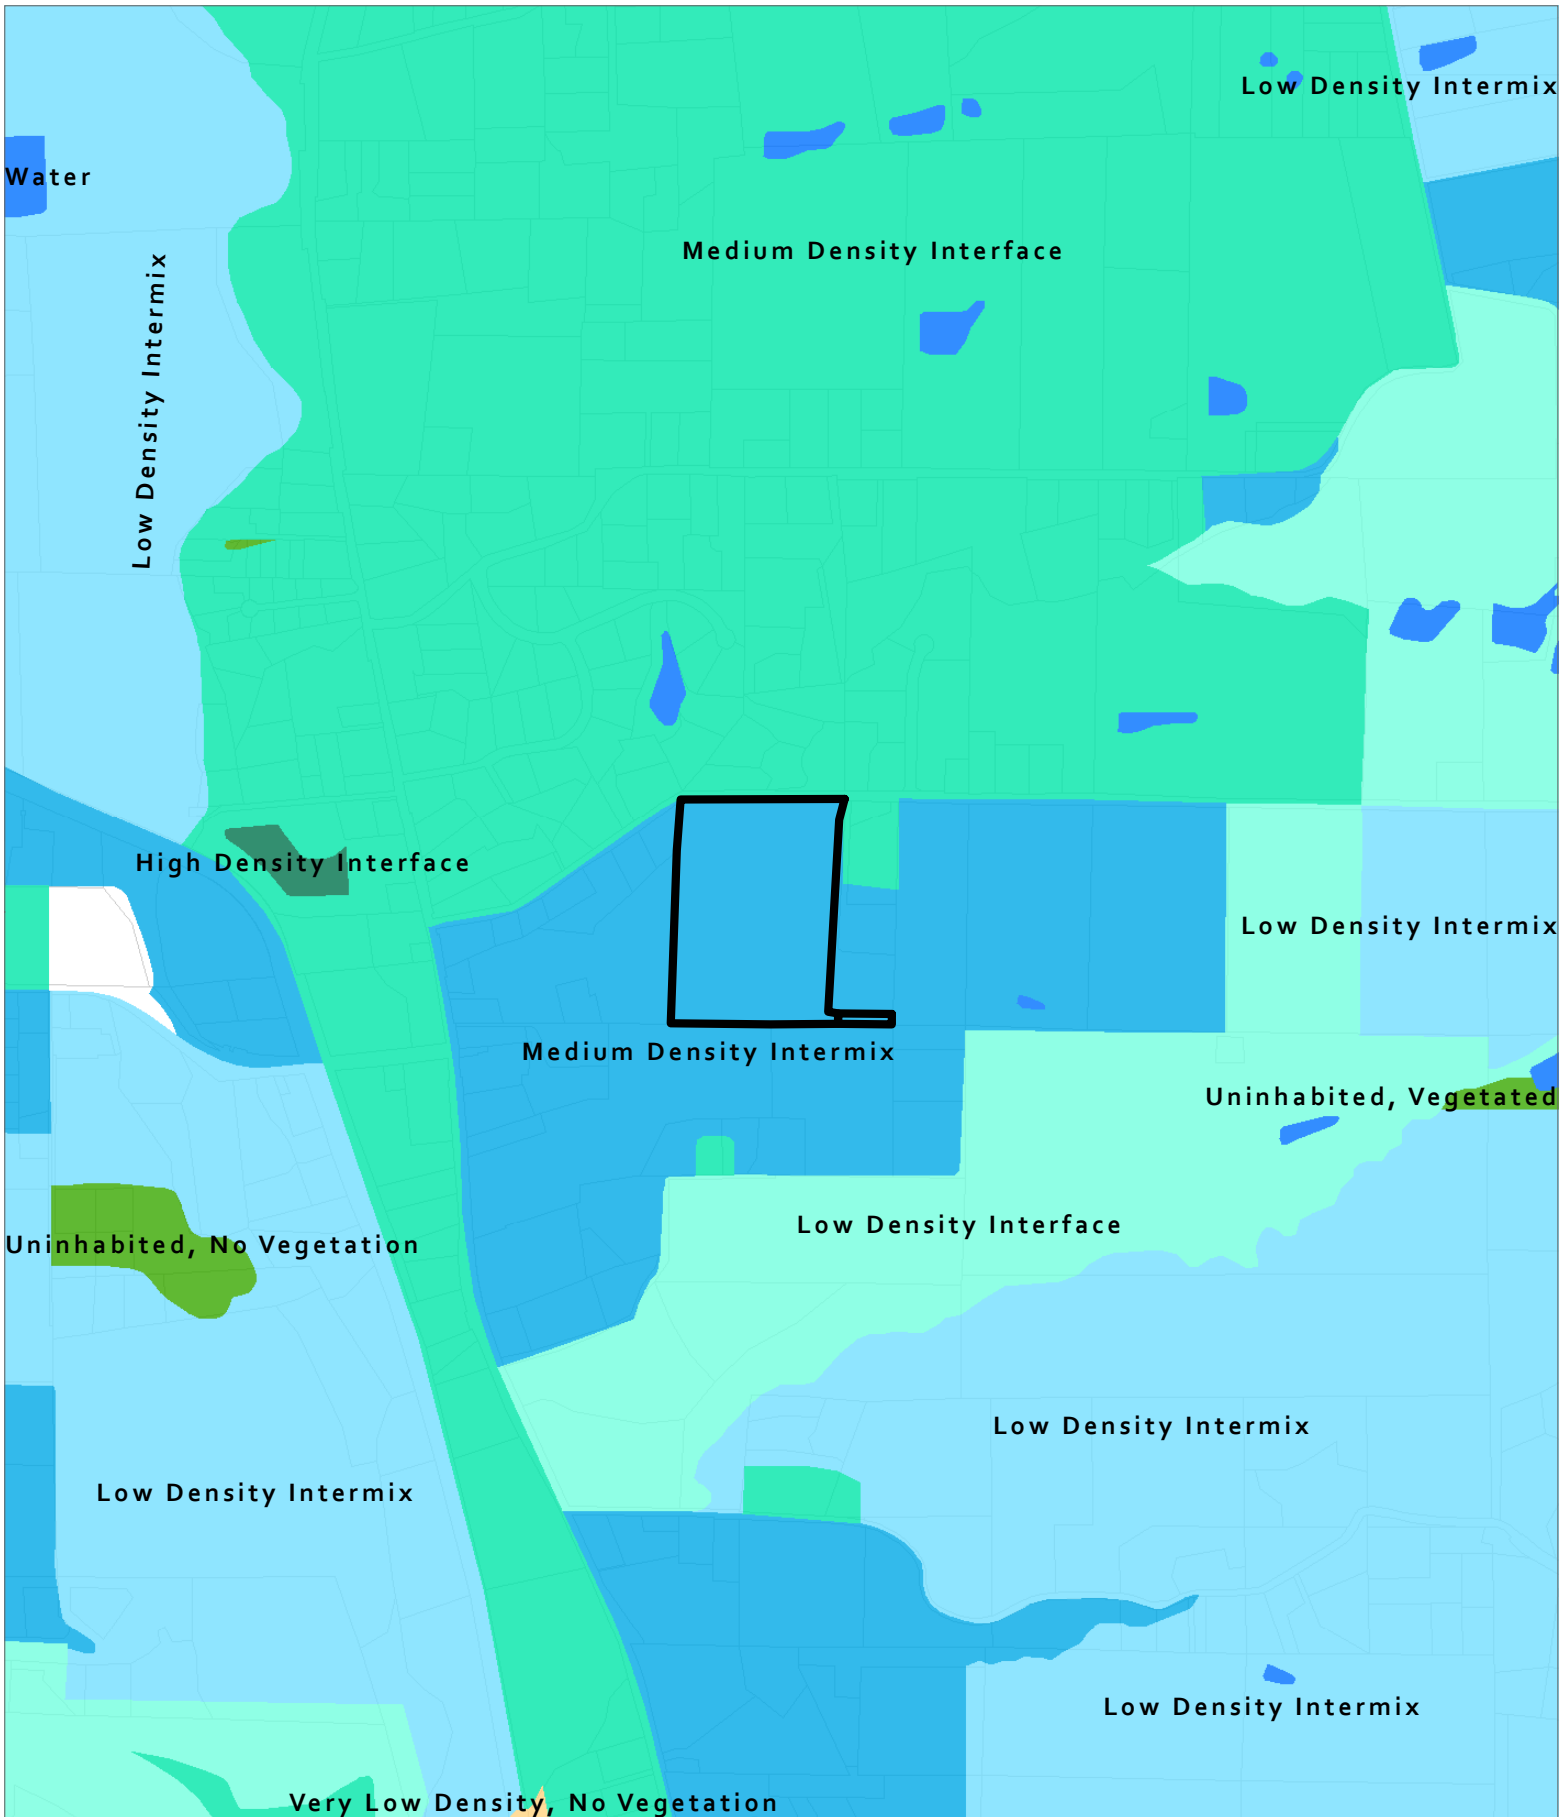 Low Density Intermix
Water
Medium Density Interface
Low Density Intermix
High Density Interface
Low Density Intermix
Medium Density Intermix
Uninhabited, Vegetated
Low Density Interface
Uninhabited, No Vegetation
Low Density Intermix
Low Density Intermix
Low Density Intermix
Very Low Density, No Vegetation